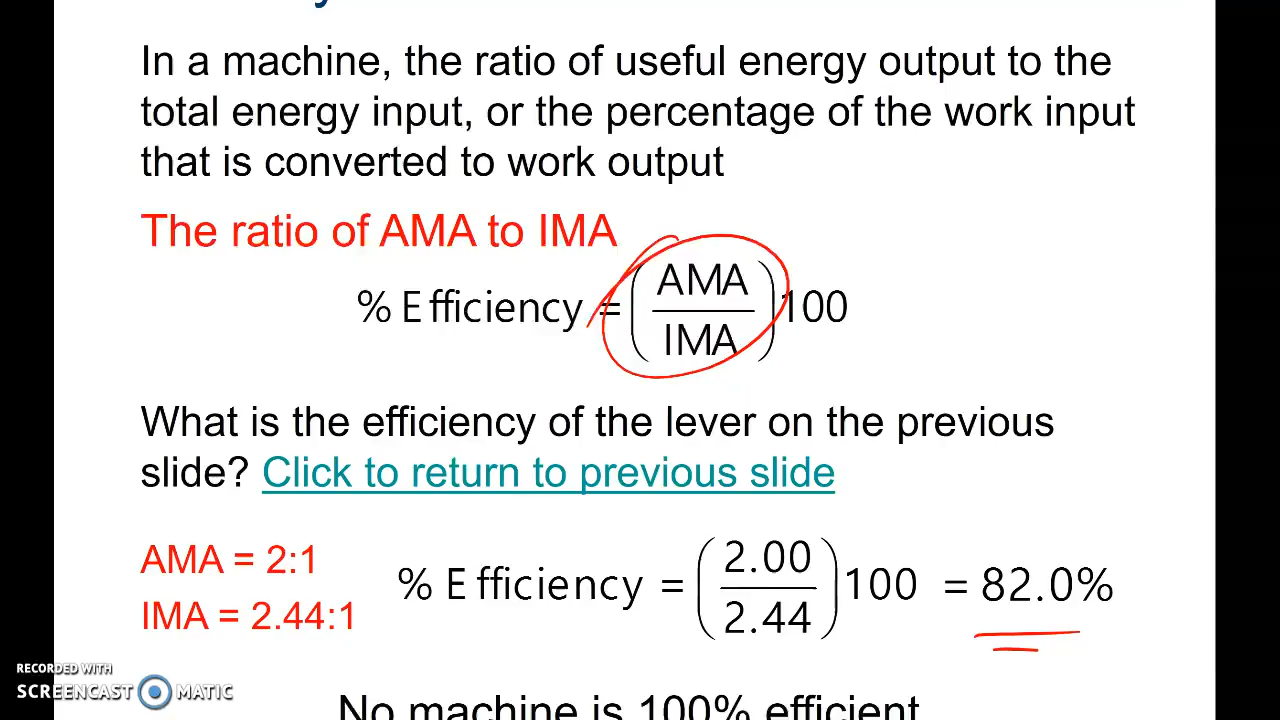 In a machine, the ratio of useful energy output to the
total energy input, or the percentage of the work input
that is converted to work output
The ratio of AMA to IMA
% Efficiency = (AMA/IMA)100
What is the efficiency of the lever on the previous
slide? Click to return to previous slide
AMA = 2:1
IMA = 2.44:1
% Efficiency = (2.00/2.44)100 = 82.0%
No machine is 100% efficient
RECORDED WITH
SCREENCAST MATIC